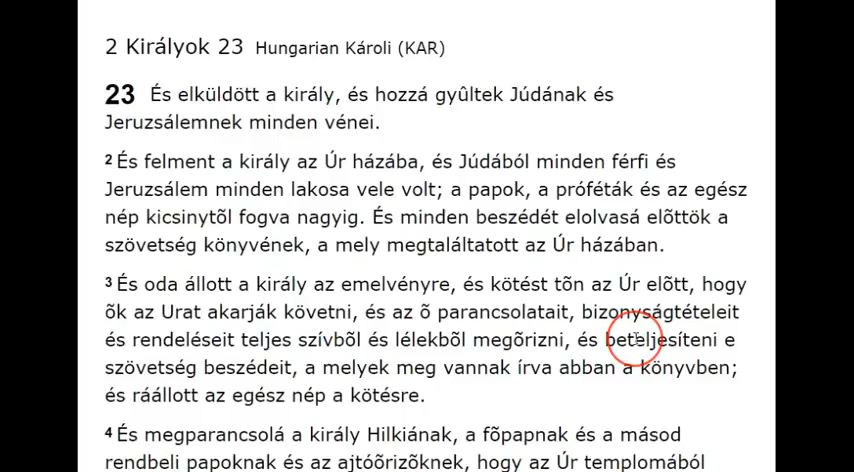 2 Királyok 23 Hungarian Károli (KAR)
23 És elküldött a király, és hozzá gyûltek Júdának és
Jeruzsálemnek minden vénei.
2 És felment a király az Úr házába, és Júdából minden férfi és
Jeruzsálem minden lakosa vele volt; a papok, a próféták és az egész
nép kicsinytõl fogva nagyig. És minden beszédét elolvasá elõttök a
szövetség könyvének, a mely megtaláltatott az Úr házában.
3 És oda állott a király az emelvényre, és kötést tõn az Úr elõtt, hogy
õk az Urat akarják követni, és az õ parancsolatait, bizonyságtételeit
és rendeléseit teljes szívbõl és lélekbõl megõrizni, és beteljesíteni e
szövetség beszédeit, a melyek meg vannak írva abban a könyvben;
és ráállott az egész nép a kötésre.
4 És megparancsolá a király Hilkiának, a fõpapnak és a másod
rendbeli papoknak és az ajtóõrizõknek, hogy az Úr templomából